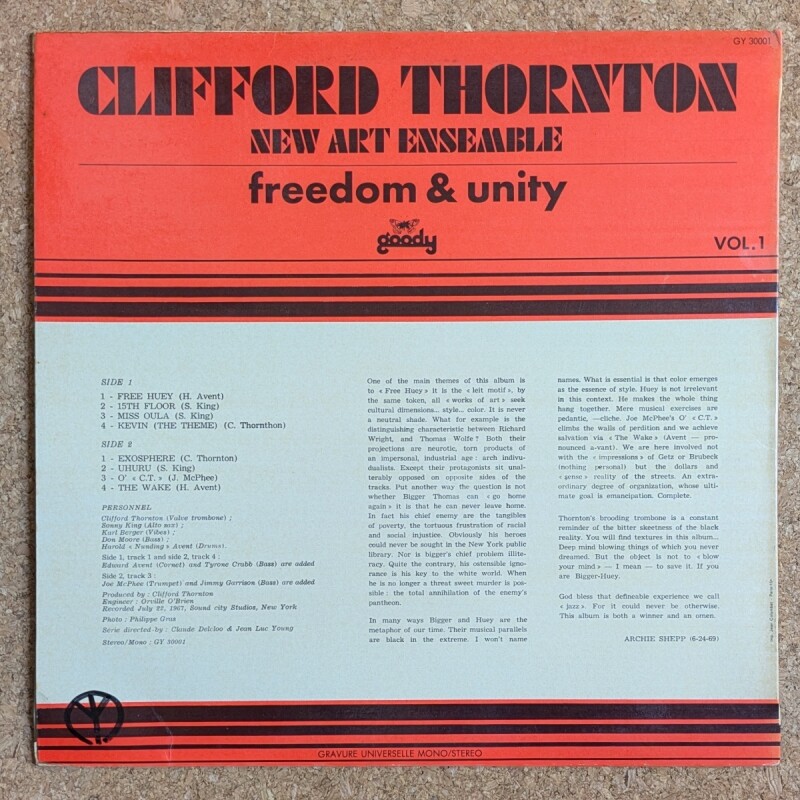 GY 30001
CLIFFORD THORNTON
NEW ART ENSEMBLE
freedom & unity
goody
VOL.1
SIDE 1
1 - FREE HUEY (H. Avent)
2 - 15TH FLOOR (S. King)
3 - MISS OULA (S. King)
4 - KEVIN (THE THEME) (C. Thornthon)
SIDE 2
1 - EXOSPHERE (C. Thornton)
2 - UHURU (S. King)
3 - O' « C.T. » (J. McPhee)
4 - THE WAKE (H. Avent)
PERSONNEL
Clifford Thornton (Valve trombone) ;
Sonny King (Alto sax) ;
Karl Berger (Vibes) ;
Don Moore (Bass) ;
Harold « Nunding » Avent (Drums)
Side 1, track 1 and side 2, track 4 :
Edward Avent (Cornet) and Tyrone Crabb (Bass) are added
Side 2, track 3 :
Joe McPhee (Trumpet) and Jimmy Garrison (Bass) are added
Produced by : Clifford Thornton
Engineer : Orville O'Brien
Recorded July 22, 1967, Sound city Studios, New York
Photo : Philippe Gras
Serie directed by : Claude Delcloo & Jean Luc Young
Stereo/Mono : GY 30001
One of the main themes of this album is
to « Free Huey » it is the « leit motif », by
the same token, all « works of art » seek
cultural dimensions... style... color. It is never
a neutral shade. What for example is the
distinguishing characteristic between Richard
Wright, and Thomas Wolfe ? Both their
projections are neurotic, torn products of
an impersonal, industrial age : arch indivu-
dualists. Except their protagonists sit unal-
terably opposed on opposite sides of the
tracks. Put another way the question is not
whether Bigger Thomas can « go home
again » it is that he can never leave home.
In fact his chief enemy are the tangibles
of poverty, the tortuous frustration of racial
and social injustice. Obviously his heroes
could never be sought in the New York public
library. Nor is bigger's chief problem illite-
racy. Quite the contrary, his ostensible igno-
rance is his key to the white world. When
he is no longer a threat sweet murder is pos-
sible : the total annihilation of the enemy's
pantheon.
In many ways Bigger and Huey are the
metaphor of our time. Their musical parallels
are black in the extreme. I won't name
names. What is essential is that color emerges
as the essence of style. Huey is not irrelevant
in this context. He makes the whole thing
hang together. Mere musical exercises are
pedantic, —cliche. Joe McPhee's O' « C.T. »
climbs the walls of perdition and we achieve
salvation via « The Wake » (Avent — pro-
nounced a-vant). We are here involved not
with the « impressions » of Getz or Brubeck
(nothing personal) but the dollars and
« gense » reality of the streets. An extra-
ordinary degree of organization, whose ulti-
mate goal is emancipation. Complete.
Thornton's brooding trombone is a constant
reminder of the bitter skeetness of the black
reality. You will find textures in this album...
Deep mind blowing things of which you never
dreamed. But the object is not to « blow
your mind » — I mean — to save it. If you
are Bigger-Huey.
God bless that defineable experience we call
« jazz ». For it could never be otherwise.
This album is both a winner and an omen.
ARCHIE SHEPP (6-24-69)
GRAVURE UNIVERSELLE MONO/STEREO